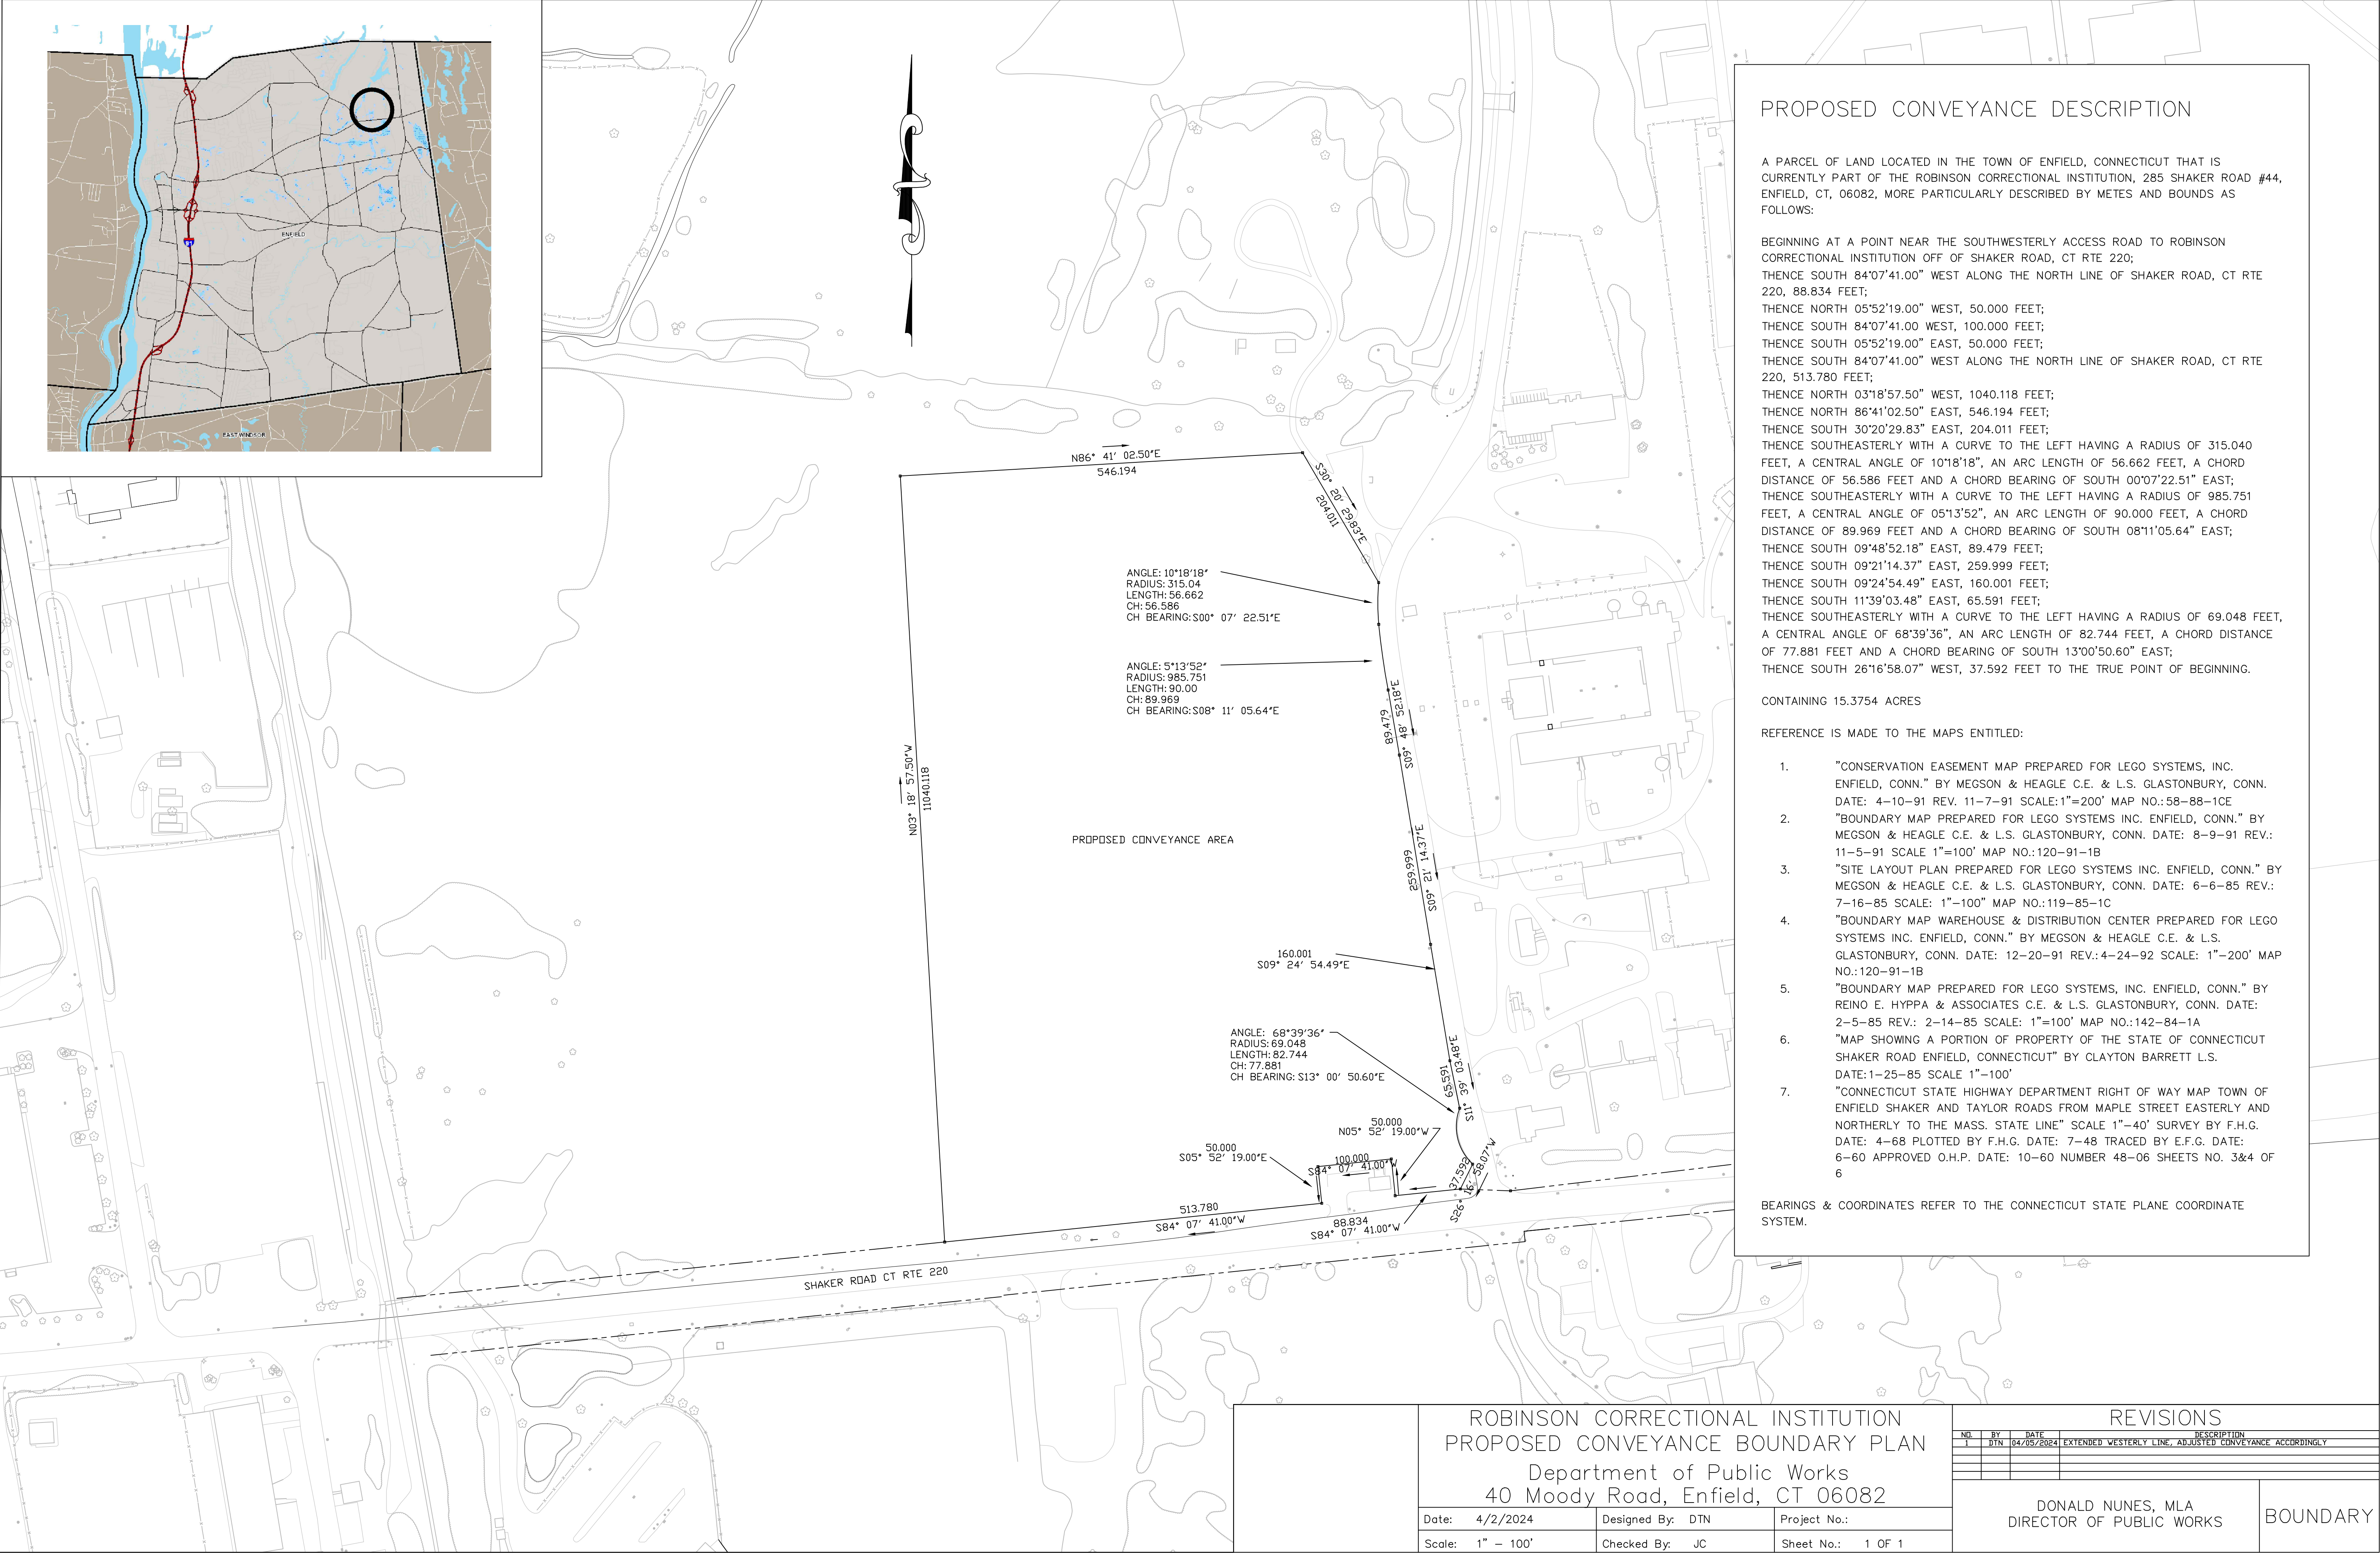 ENFIELD
91
EAST WINDSOR
N86° 41' 02.50"E
546.194
S30° 20' 29.83"E
204.011
ANGLE: 10°18'18"
RADIUS: 315.04
LENGTH: 56.662
CH: 56.586
CH BEARING: S00° 07' 22.51"E
ANGLE: 5°13'52"
RADIUS: 985.751
LENGTH: 90.00
CH: 89.969
CH BEARING: S08° 11' 05.64"E
89.479
S09° 48' 52.18"E
N03° 18' 57.50"W
11040.118
PROPOSED CONVEYANCE AREA
259.999
S09° 21' 14.37"E
160.001
S09° 24' 54.49"E
ANGLE: 68°39'36"
RADIUS: 69.048
LENGTH: 82.744
CH: 77.881
CH BEARING: S13° 00' 50.60"E
65.591
S11° 39' 03.48"E
50.000
N05° 52' 19.00"W
50.000
S05° 52' 19.00"E
100.000
S84° 07' 41.00"W
37.592
S26° 16' 58.07"W
513.780
S84° 07' 41.00"W
88.834
S84° 07' 41.00"W
SHAKER ROAD CT RTE 220
PROPOSED CONVEYANCE DESCRIPTION
A PARCEL OF LAND LOCATED IN THE TOWN OF ENFIELD, CONNECTICUT THAT IS
CURRENTLY PART OF THE ROBINSON CORRECTIONAL INSTITUTION, 285 SHAKER ROAD #44,
ENFIELD, CT, 06082, MORE PARTICULARLY DESCRIBED BY METES AND BOUNDS AS
FOLLOWS:
BEGINNING AT A POINT NEAR THE SOUTHWESTERLY ACCESS ROAD TO ROBINSON
CORRECTIONAL INSTITUTION OFF OF SHAKER ROAD, CT RTE 220;
THENCE SOUTH 84°07'41.00" WEST ALONG THE NORTH LINE OF SHAKER ROAD, CT RTE
220, 88.834 FEET;
THENCE NORTH 05°52'19.00" WEST, 50.000 FEET;
THENCE SOUTH 84°07'41.00 WEST, 100.000 FEET;
THENCE SOUTH 05°52'19.00" EAST, 50.000 FEET;
THENCE SOUTH 84°07'41.00" WEST ALONG THE NORTH LINE OF SHAKER ROAD, CT RTE
220, 513.780 FEET;
THENCE NORTH 03°18'57.50" WEST, 1040.118 FEET;
THENCE NORTH 86°41'02.50" EAST, 546.194 FEET;
THENCE SOUTH 30°20'29.83" EAST, 204.011 FEET;
THENCE SOUTHEASTERLY WITH A CURVE TO THE LEFT HAVING A RADIUS OF 315.040
FEET, A CENTRAL ANGLE OF 10°18'18", AN ARC LENGTH OF 56.662 FEET, A CHORD
DISTANCE OF 56.586 FEET AND A CHORD BEARING OF SOUTH 00°07'22.51" EAST;
THENCE SOUTHEASTERLY WITH A CURVE TO THE LEFT HAVING A RADIUS OF 985.751
FEET, A CENTRAL ANGLE OF 05°13'52", AN ARC LENGTH OF 90.000 FEET, A CHORD
DISTANCE OF 89.969 FEET AND A CHORD BEARING OF SOUTH 08°11'05.64" EAST;
THENCE SOUTH 09°48'52.18" EAST, 89.479 FEET;
THENCE SOUTH 09°21'14.37" EAST, 259.999 FEET;
THENCE SOUTH 09°24'54.49" EAST, 160.001 FEET;
THENCE SOUTH 11°39'03.48" EAST, 65.591 FEET;
THENCE SOUTHEASTERLY WITH A CURVE TO THE LEFT HAVING A RADIUS OF 69.048 FEET,
A CENTRAL ANGLE OF 68°39'36", AN ARC LENGTH OF 82.744 FEET, A CHORD DISTANCE
OF 77.881 FEET AND A CHORD BEARING OF SOUTH 13°00'50.60" EAST;
THENCE SOUTH 26°16'58.07" WEST, 37.592 FEET TO THE TRUE POINT OF BEGINNING.
CONTAINING 15.3754 ACRES
REFERENCE IS MADE TO THE MAPS ENTITLED:
1. "CONSERVATION EASEMENT MAP PREPARED FOR LEGO SYSTEMS, INC.
ENFIELD, CONN." BY MEGSON & HEAGLE C.E. & L.S. GLASTONBURY, CONN.
DATE: 4-10-91 REV. 11-7-91 SCALE:1"=200' MAP NO.:58-88-1CE
2. "BOUNDARY MAP PREPARED FOR LEGO SYSTEMS INC. ENFIELD, CONN." BY
MEGSON & HEAGLE C.E. & L.S. GLASTONBURY, CONN. DATE: 8-9-91 REV.:
11-5-91 SCALE 1"=100' MAP NO.:120-91-1B
3. "SITE LAYOUT PLAN PREPARED FOR LEGO SYSTEMS INC. ENFIELD, CONN." BY
MEGSON & HEAGLE C.E. & L.S. GLASTONBURY, CONN. DATE: 6-6-85 REV.:
7-16-85 SCALE: 1"-100" MAP NO.:119-85-1C
4. "BOUNDARY MAP WAREHOUSE & DISTRIBUTION CENTER PREPARED FOR LEGO
SYSTEMS INC. ENFIELD, CONN." BY MEGSON & HEAGLE C.E. & L.S.
GLASTONBURY, CONN. DATE: 12-20-91 REV.:4-24-92 SCALE: 1"-200' MAP
NO.:120-91-1B
5. "BOUNDARY MAP PREPARED FOR LEGO SYSTEMS, INC. ENFIELD, CONN." BY
REINO E. HYPPA & ASSOCIATES C.E. & L.S. GLASTONBURY, CONN. DATE:
2-5-85 REV.: 2-14-85 SCALE: 1"=100' MAP NO.:142-84-1A
6. "MAP SHOWING A PORTION OF PROPERTY OF THE STATE OF CONNECTICUT
SHAKER ROAD ENFIELD, CONNECTICUT" BY CLAYTON BARRETT L.S.
DATE:1-25-85 SCALE 1"-100'
7. "CONNECTICUT STATE HIGHWAY DEPARTMENT RIGHT OF WAY MAP TOWN OF
ENFIELD SHAKER AND TAYLOR ROADS FROM MAPLE STREET EASTERLY AND
NORTHERLY TO THE MASS. STATE LINE" SCALE 1"-40' SURVEY BY F.H.G.
DATE: 4-68 PLOTTED BY F.H.G. DATE: 7-48 TRACED BY E.F.G. DATE:
6-60 APPROVED O.H.P. DATE: 10-60 NUMBER 48-06 SHEETS NO. 3&4 OF
6
BEARINGS & COORDINATES REFER TO THE CONNECTICUT STATE PLANE COORDINATE
SYSTEM.
ROBINSON CORRECTIONAL INSTITUTION
PROPOSED CONVEYANCE BOUNDARY PLAN
Department of Public Works
40 Moody Road, Enfield, CT 06082
Date: 4/2/2024 Designed By: DTN Project No.:
Scale: 1" - 100' Checked By: JC Sheet No.: 1 OF 1
REVISIONS
NO. BY DATE DESCRIPTION
1 DTN 04/05/2024 EXTENDED WESTERLY LINE, ADJUSTED CONVEYANCE ACCORDINGLY
DONALD NUNES, MLA
DIRECTOR OF PUBLIC WORKS
BOUNDARY